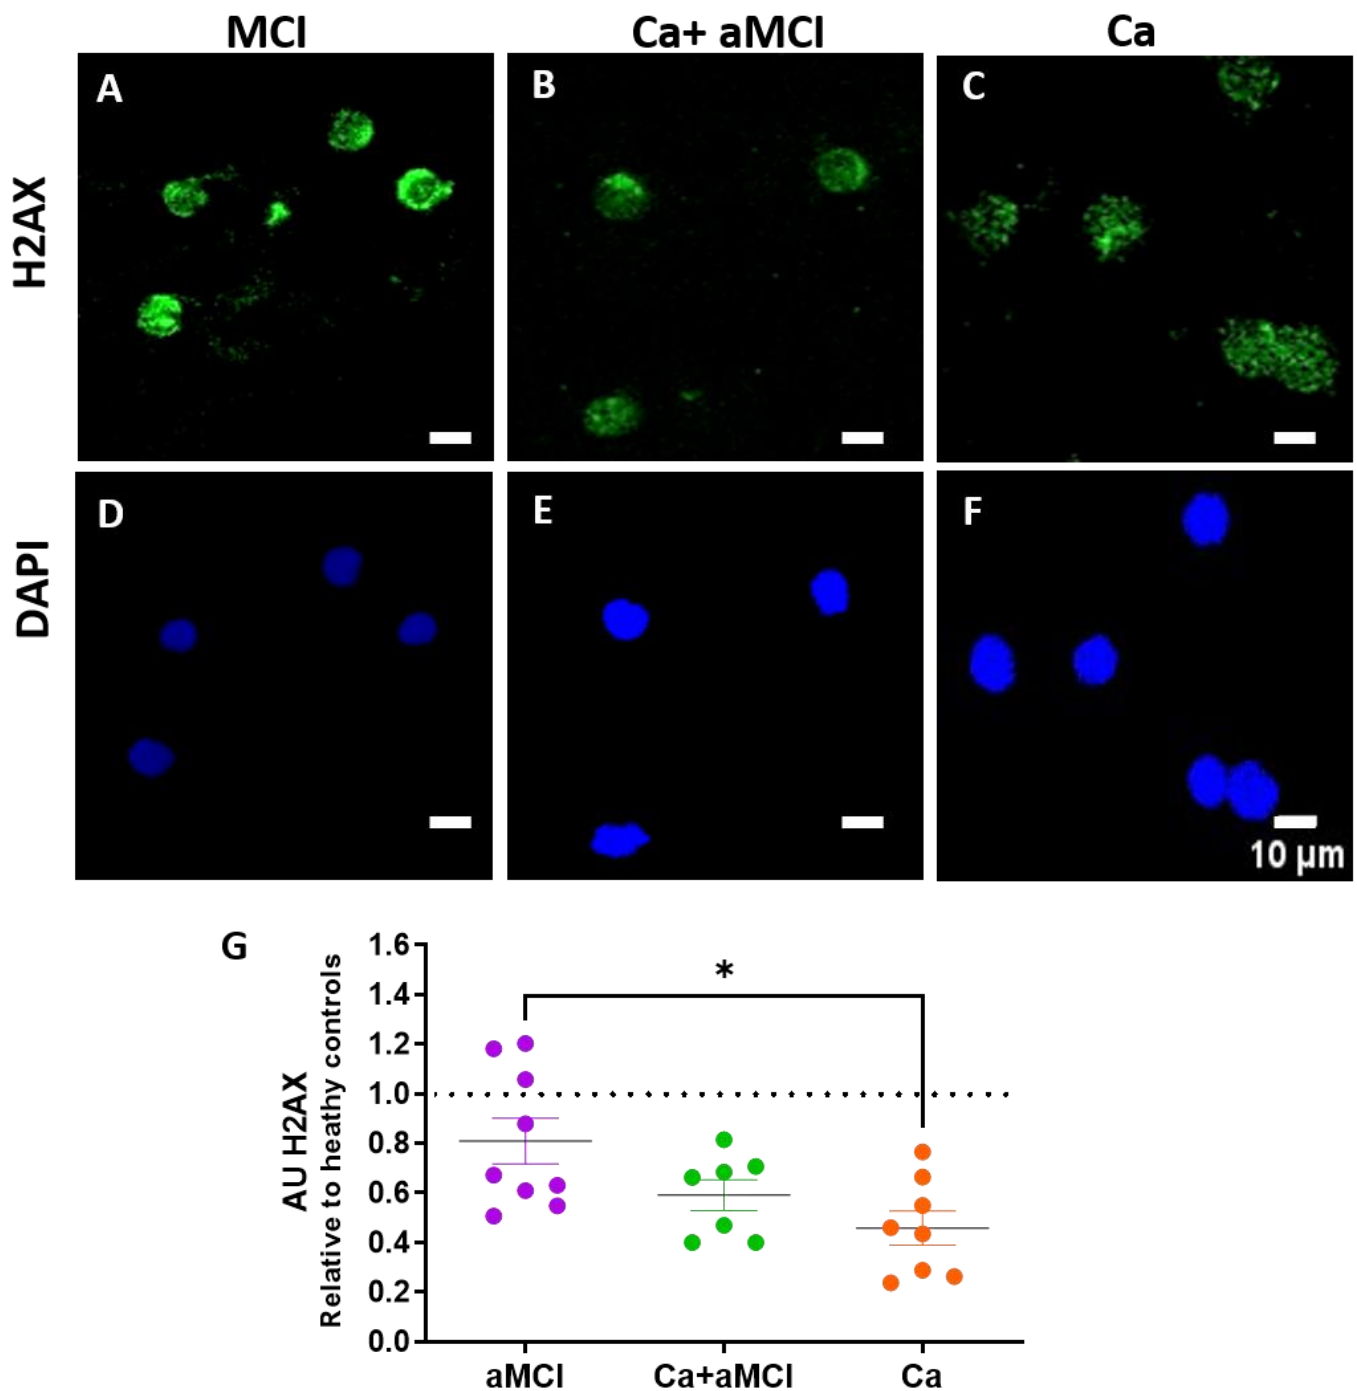 MCI
Ca+ aMCI
Ca
H2AX
A
B
C
DAPI
D
E
F
10 µm
G
AU H2AX
Relative to heathy controls
1.6
1.4
1.2
1.0
0.8
0.6
0.4
0.2
0.0
*
aMCI
Ca+aMCI
Ca